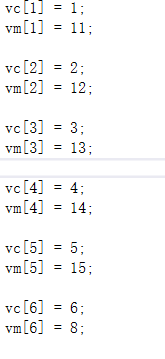 vc[1] = 1;
vm[1] = 11;
vc[2] = 2;
vm[2] = 12;
vc[3] = 3;
vm[3] = 13;
vc[4] = 4;
vm[4] = 14;
vc[5] = 5;
vm[5] = 15;
vc[6] = 6;
vm[6] = 8;